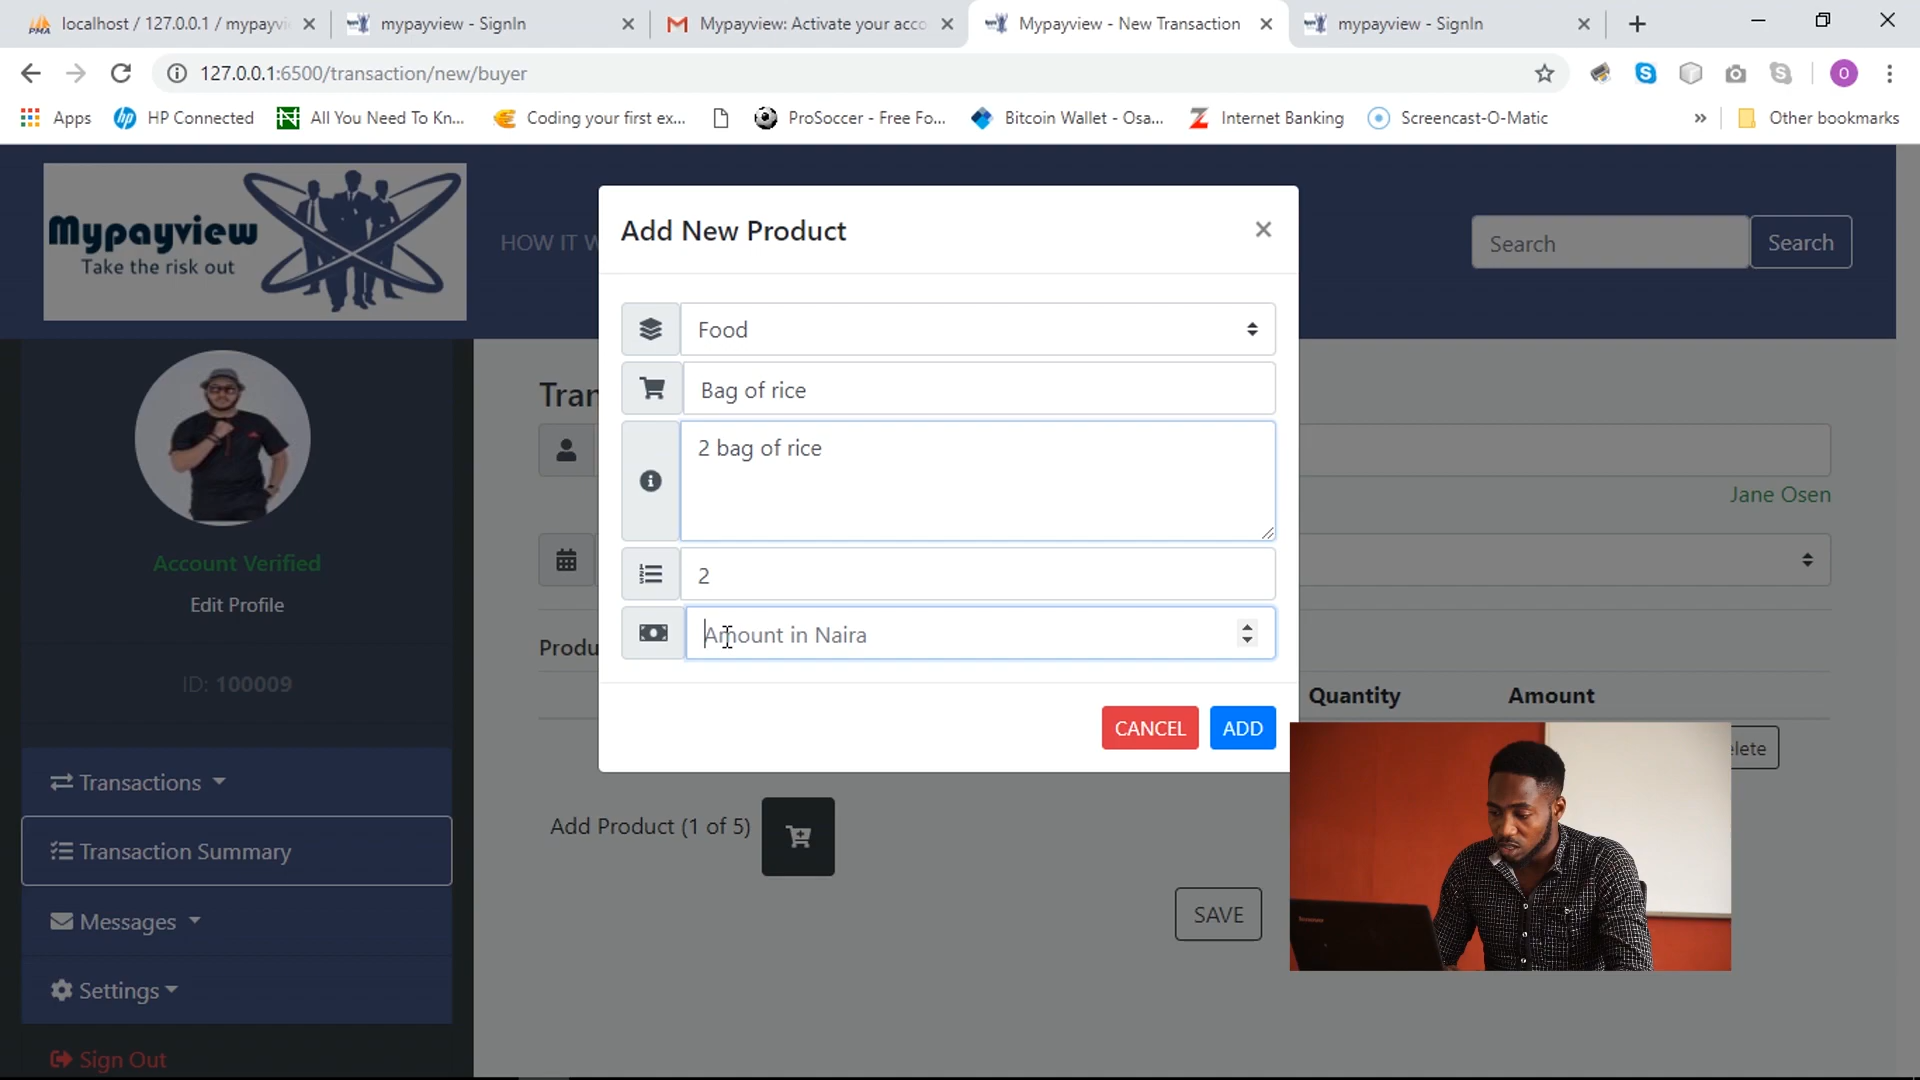 localhost / 127.0.0.1 / mypayvi
mypayview - SignIn
Mypayview: Activate your acco
Mypayview - New Transaction
mypayview - SignIn
127.0.0.1:6500/transaction/new/buyer
O
Apps
HP Connected
All You Need To Kn...
Coding your first ex...
ProSoccer - Free Fo...
Bitcoin Wallet - Osa...
Internet Banking
Screencast-O-Matic
»
Other bookmarks
Mypayview
Take the risk out
HOW IT W
Search
Search
Add New Product
Food
Bag of rice
2 bag of rice
2
Amount in Naira
CANCEL
ADD
Tran
Jane Osen
Produ
Quantity
Amount
elete
Add Product (1 of 5)
SAVE
Account Verified
Edit Profile
ID: 100009
Transactions
Transaction Summary
Messages
Settings
Sign Out